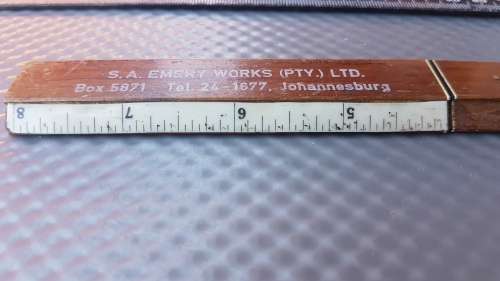 S.A. EMERY WORKS (PTY.) LTD.
Box 5871 Tel. 24-1677, Johannesburg
8 7 6 5